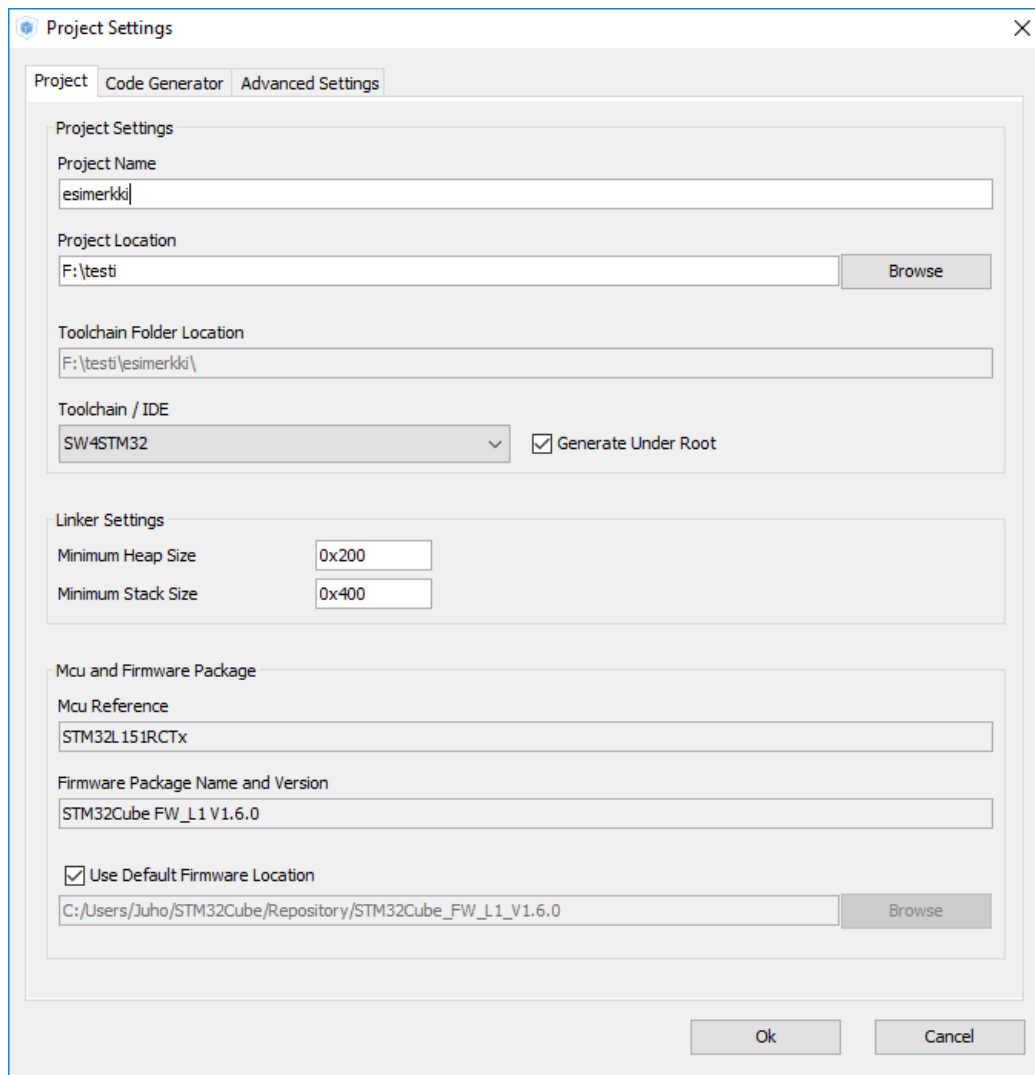 Project Settings
Project Code Generator Advanced Settings
Project Settings
Project Name
esimerkki
Project Location
F:\testi Browse
Toolchain Folder Location
F:\testi\esimerkki\
Toolchain / IDE
SW4STM32 Generate Under Root
Linker Settings
Minimum Heap Size 0x200
Minimum Stack Size 0x400
Mcu and Firmware Package
Mcu Reference
STM32L151RCTx
Firmware Package Name and Version
STM32Cube FW_L1 V1.6.0
Use Default Firmware Location
C:/Users/Juho/STM32Cube/Repository/STM32Cube_FW_L1_V1.6.0 Browse
Ok Cancel